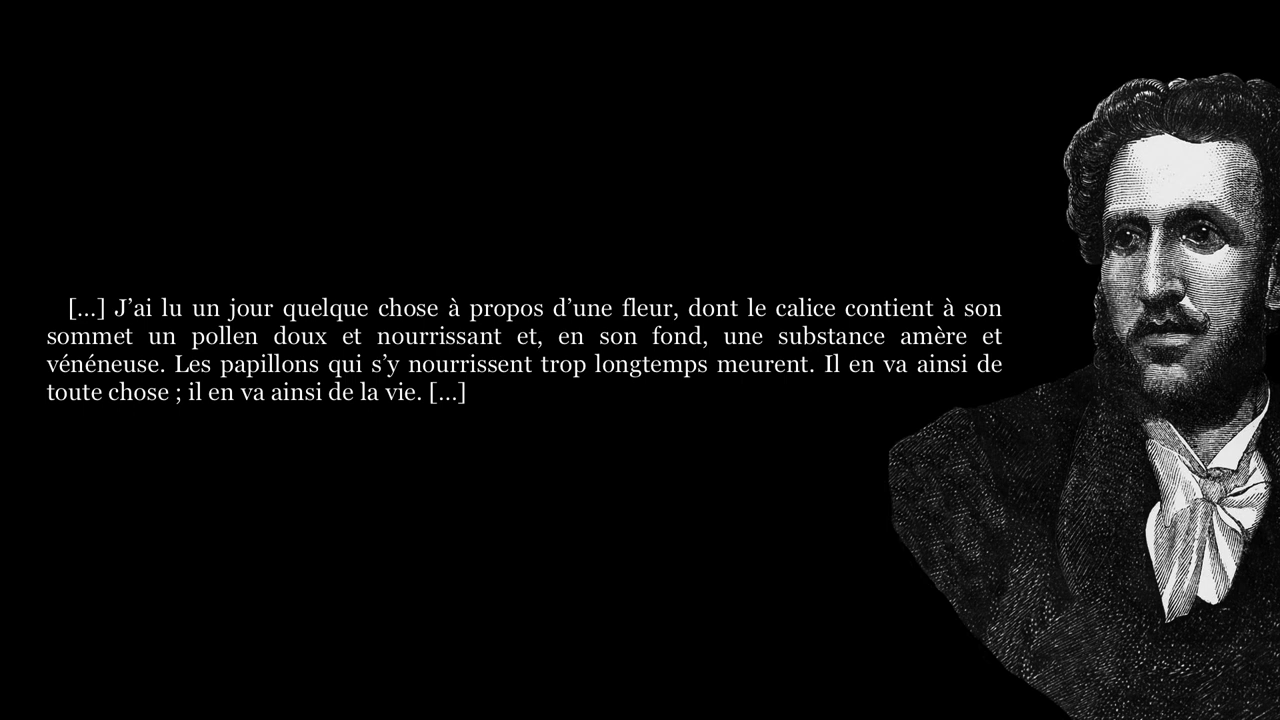 [...] J’ai lu un jour quelque chose à propos d’une fleur, dont le calice contient à son
sommet un pollen doux et nourrissant et, en son fond, une substance amère et
vénéneuse. Les papillons qui s’y nourrissent trop longtemps meurent. Il en va ainsi de
toute chose ; il en va ainsi de la vie. [...]